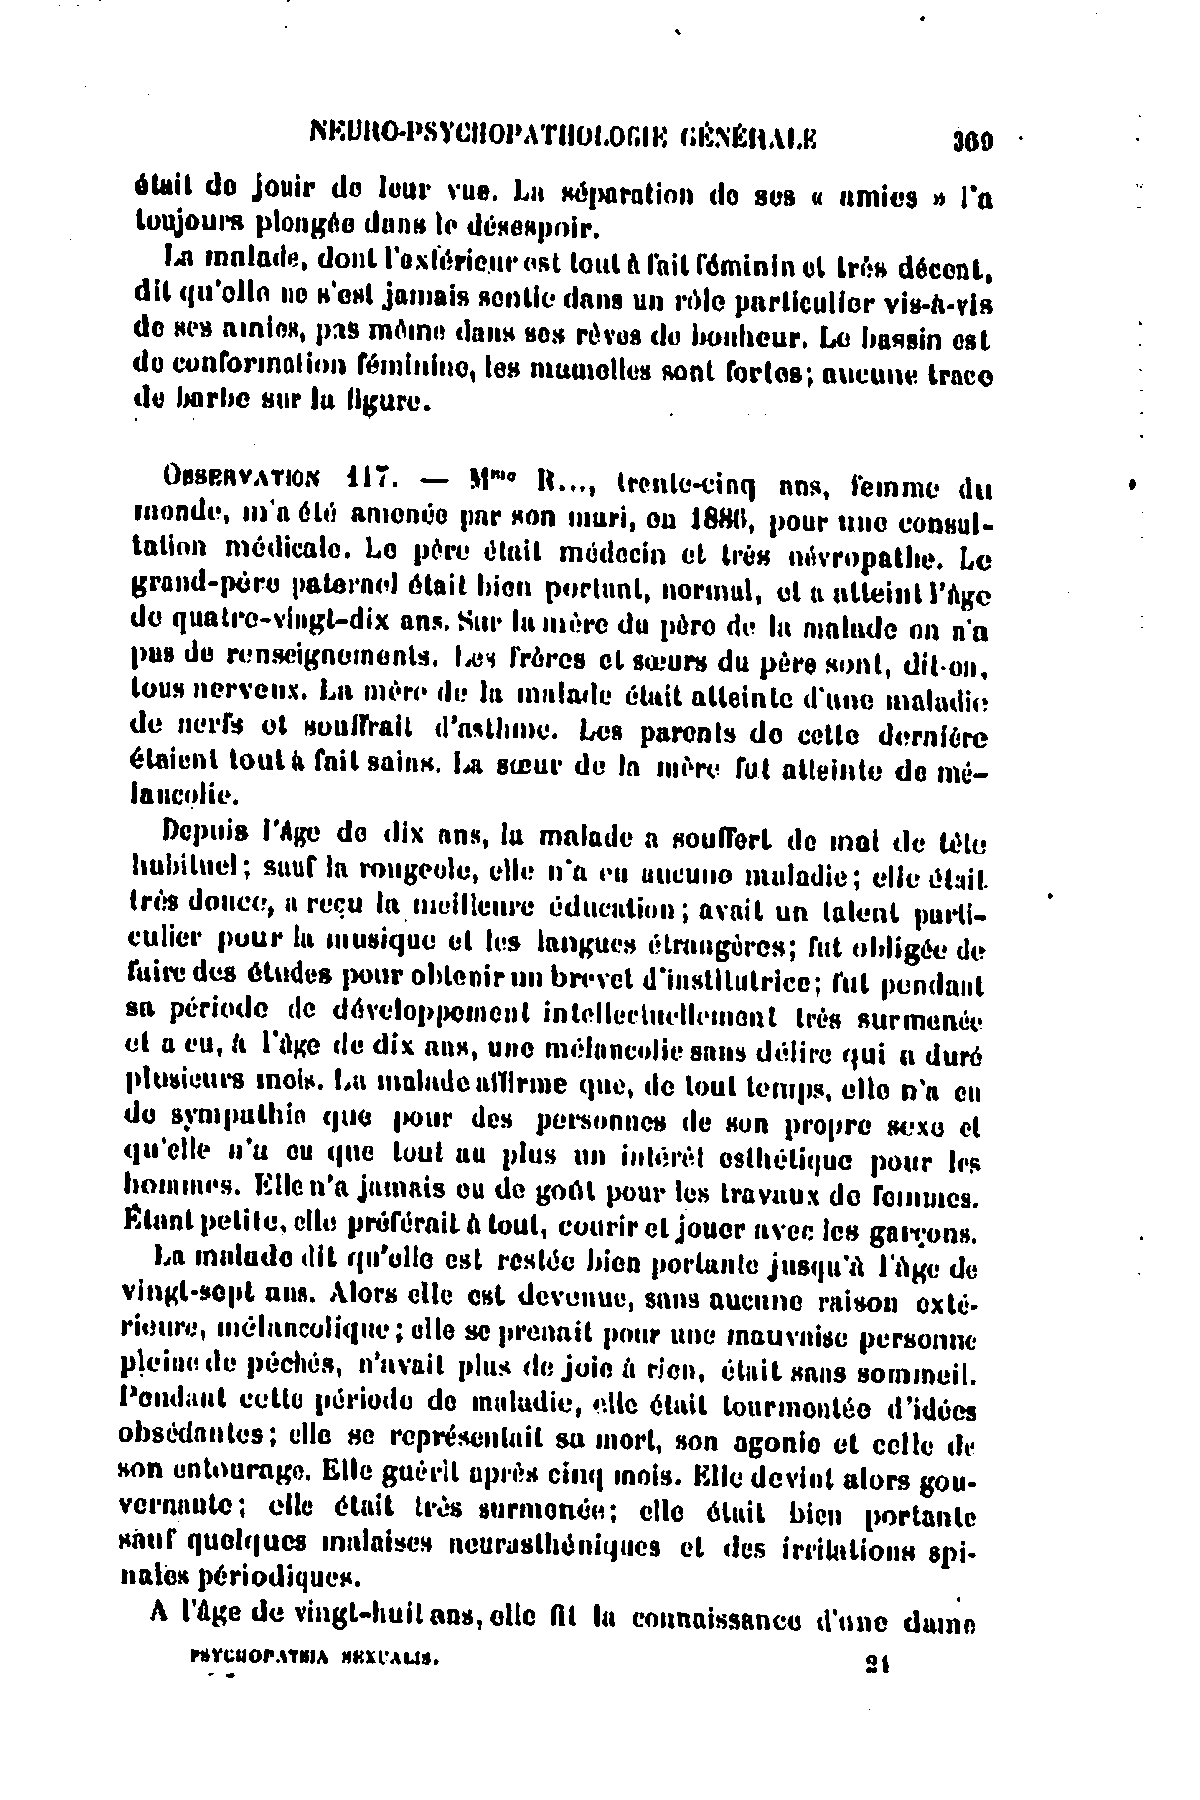 NEURO-PSYCHOPATHOLOGIE GÉNÉRALE 369
était de jouir de leur vue. La séparation de ses « amies » l'a
toujours plongée dans le désespoir.
La malade, dont l'extérieur est tout à fait féminin et très décent,
dit qu'elle ne s'est jamais sentie dans un rôle particulier vis-à-vis
de ses amies, pas même dans ses rêves de bonheur. Le bassin est
de conformation féminine, les mamelles sont fortes; aucune trace
de barbe sur la figure.
OBSERVATION 117. — Mme R..., trente-cinq ans, femme du
monde, m'a été amenée par son mari, en 1886, pour une consul-
tation médicale. Le père était médecin et très névropathe. Le
grand-père paternel était bien portant, normal, et a atteint l'âge
de quatre-vingt-dix ans. Sur la mère du père de la malade on n'a
pas de renseignements. Les frères et sœurs du père sont, dit-on,
tous nerveux. La mère de la malade était atteinte d'une maladie
de nerfs et souffrait d'asthme. Les parents de cette dernière
étaient tout à fait sains. La sœur de la mère fut atteinte de mé-
lancolie.
Depuis l'âge de dix ans, la malade a souffert de mal de tête
habituel; sauf la rougeole, elle n'a eu aucune maladie; elle était
très douce, a reçu la meilleure éducation; avait un talent parti-
culier pour la musique et les langues étrangères; fut obligée de
faire des études pour obtenir un brevet d'institutrice; fut pendant
sa période de développement intellectuellement très surmenée
et a eu, à l'âge de dix ans, une mélancolie sans délire qui a duré
plusieurs mois. La malade affirme que, de tout temps, elle n'a eu
de sympathie que pour des personnes de son propre sexe et
qu'elle n'a eu que tout au plus un intérêt esthétique pour les
hommes. Elle n'a jamais eu de goût pour les travaux de femmes.
Étant petite, elle préférait à tout, courir et jouer avec les garçons.
La malade dit qu'elle est restée bien portante jusqu'à l'âge de
vingt-sept ans. Alors elle est devenue, sans aucune raison exté-
rieure, mélancolique; elle se prenait pour une mauvaise personne
pleine de péchés, n'avait plus de joie à rien, était sans sommeil.
Pendant cette période de maladie, elle était tourmentée d'idées
obsédantes; elle se représentait sa mort, son agonie et celle de
son entourage. Elle guérit après cinq mois. Elle devint alors gou-
vernante; elle était très surmenée; elle était bien portante
sauf quelques malaises neurasthéniques et des irritations spi-
nales périodiques.
A l'âge de vingt-huit ans, elle fit la connaissance d'une dame
PSYCHOPATHIA SEXUALIS. 24